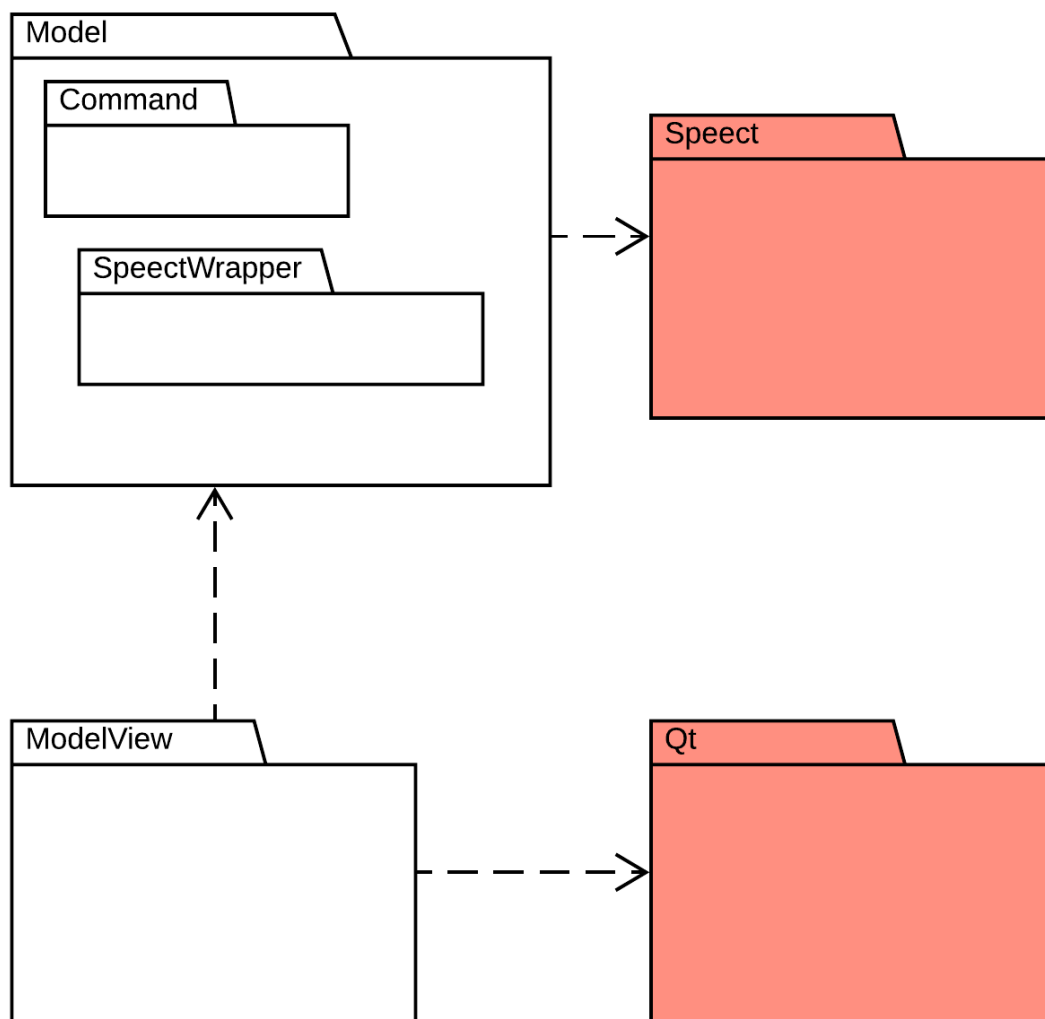 Model
Command
Speect
SpeectWrapper
ModelView
Qt